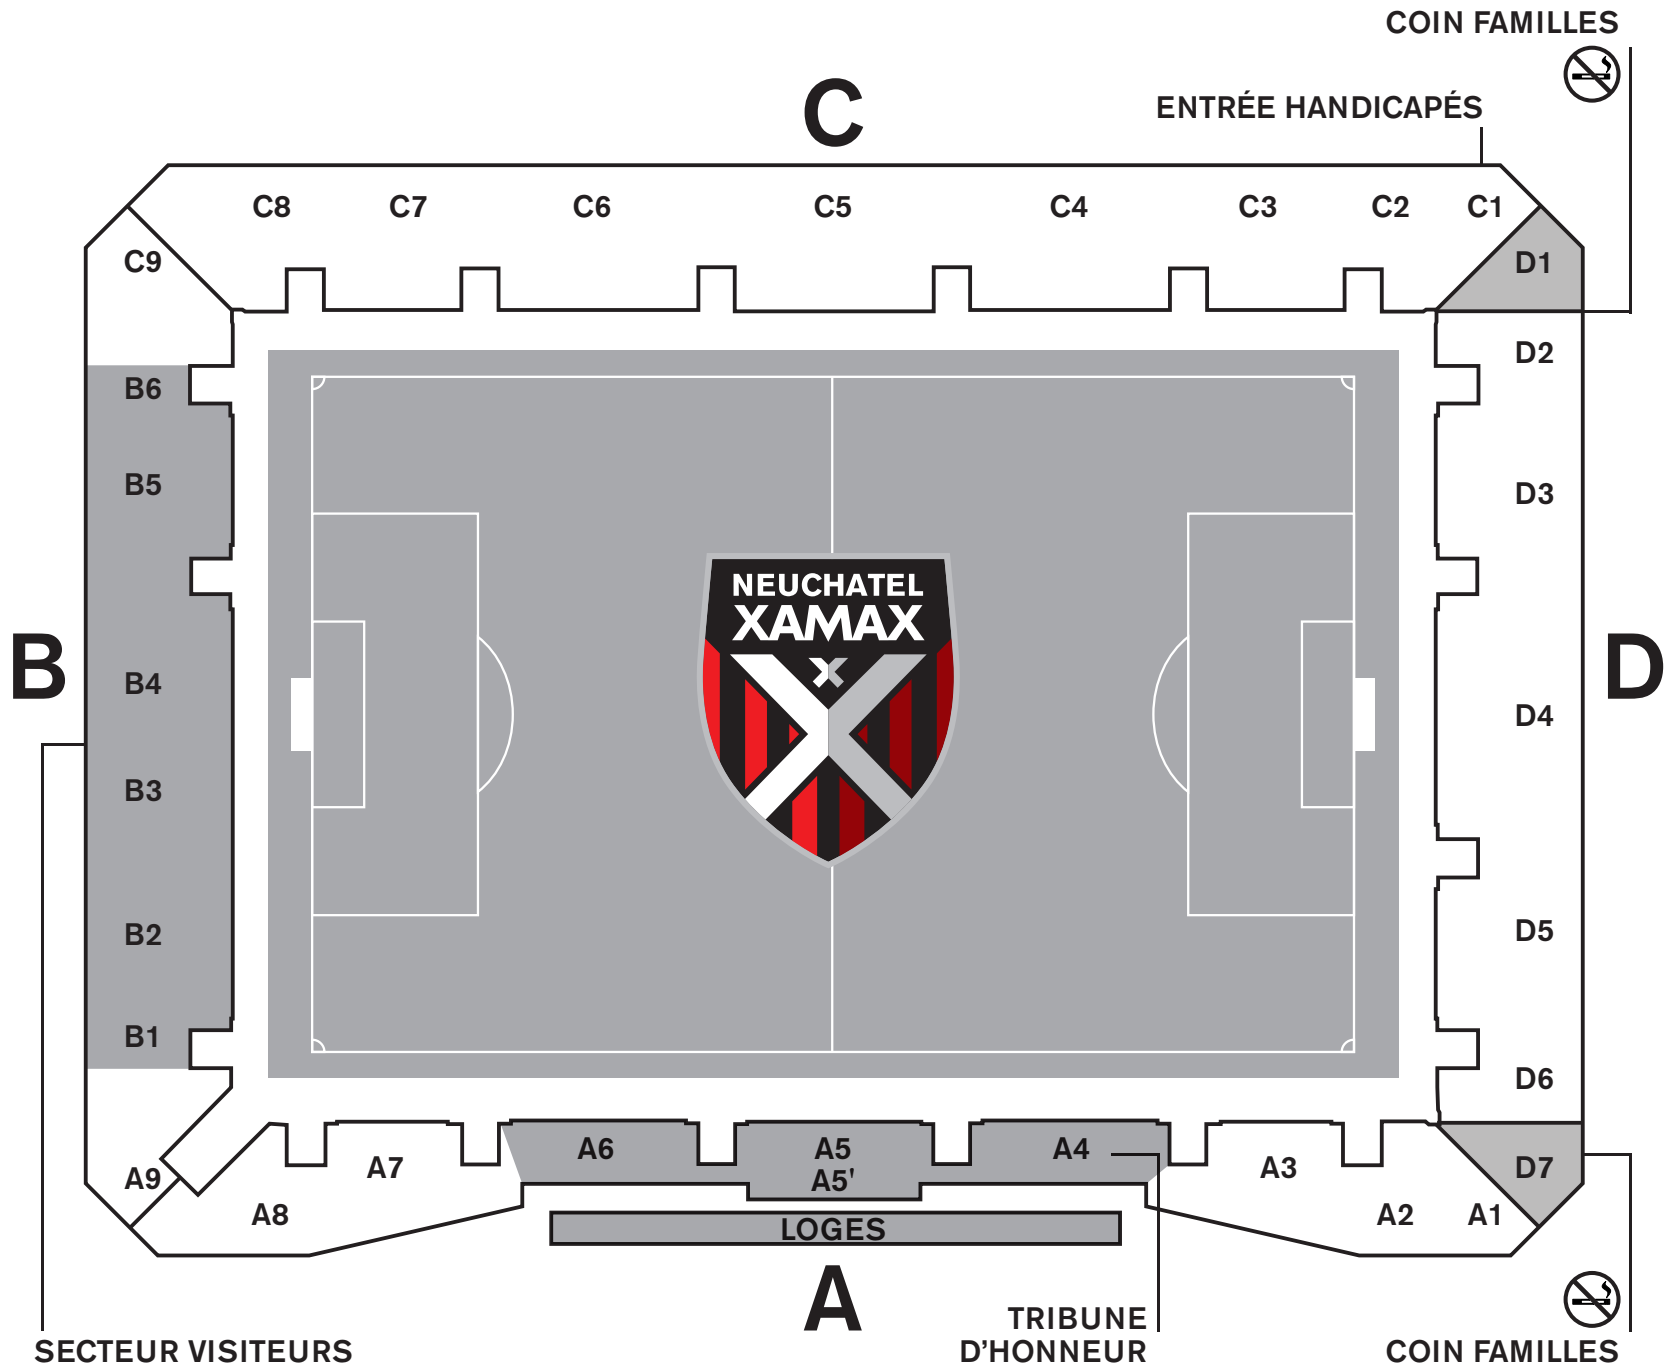 COIN FAMILLES
ENTRÉE HANDICAPÉS
C
C8 C7 C6 C5 C4 C3 C2 C1
C9
D1
D2
B6
B5
D3
NEUCHATEL
XAMAX
B
D
B4
D4
B3
B2
D5
B1
D6
A7 A6 A5 A4 A3 D7
A9
A5'
A8 A2 A1
LOGES
A
TRIBUNE
D'HONNEUR
SECTEUR VISITEURS
COIN FAMILLES